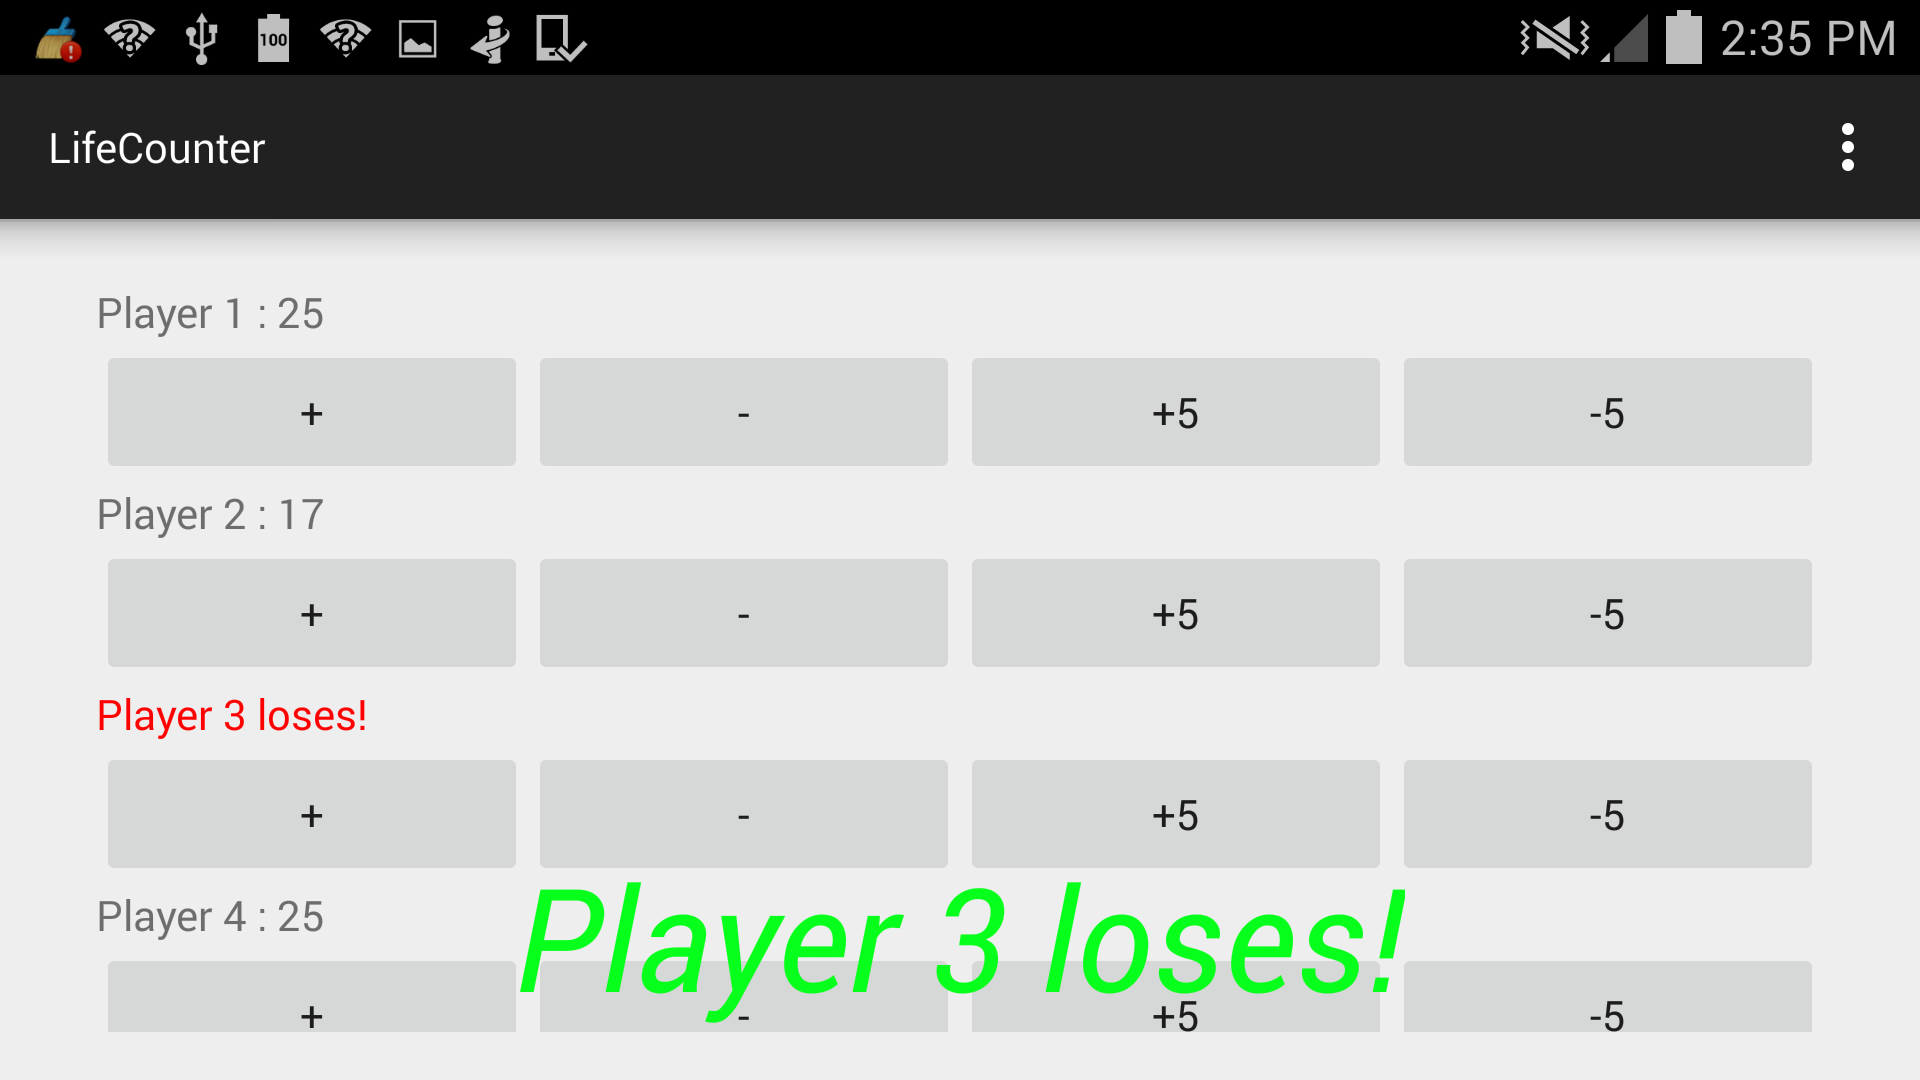 100 2:35 PM
LifeCounter
Player 1 : 25
+ - +5 -5
Player 2 : 17
+ - +5 -5
Player 3 loses!
+ - +5 -5
Player 4 : 25
Player 3 loses!
+ - +5 -5